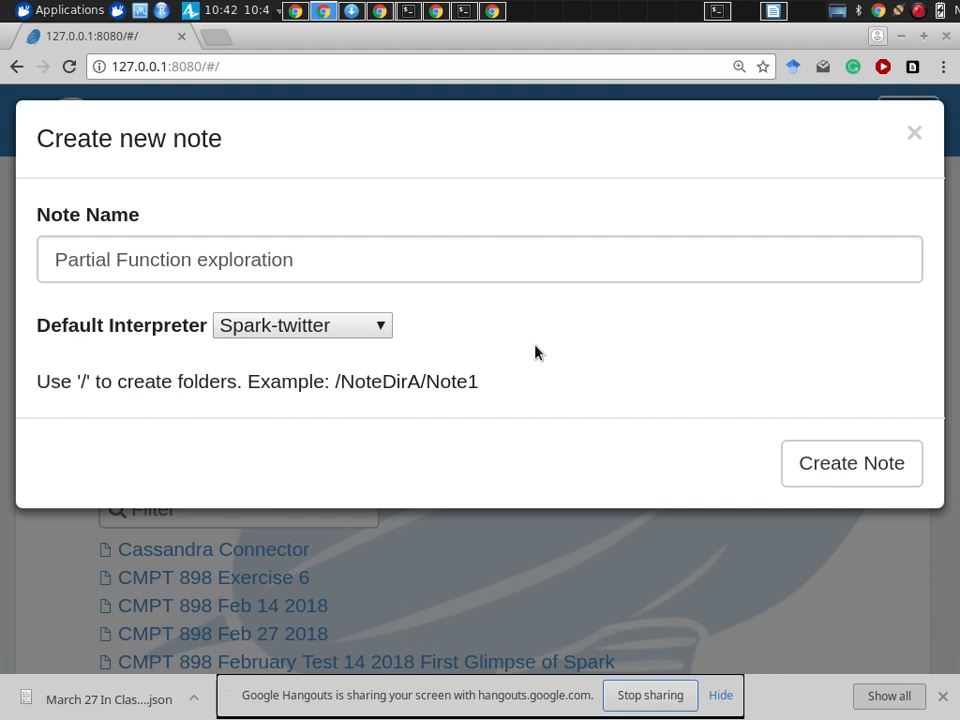 Applications 10:42 10:4
127.0.0.1:8080/#/
127.0.0.1:8080/#/
Create new note
Note Name
Partial Function exploration
Default Interpreter Spark-twitter
Use '/' to create folders. Example: /NoteDirA/Note1
Create Note
Filter
Cassandra Connector
CMPT 898 Exercise 6
CMPT 898 Feb 14 2018
CMPT 898 Feb 27 2018
CMPT 898 February Test 14 2018 First Glimpse of Spark
March 27 In Clas....json
Google Hangouts is sharing your screen with hangouts.google.com. Stop sharing Hide
Show all